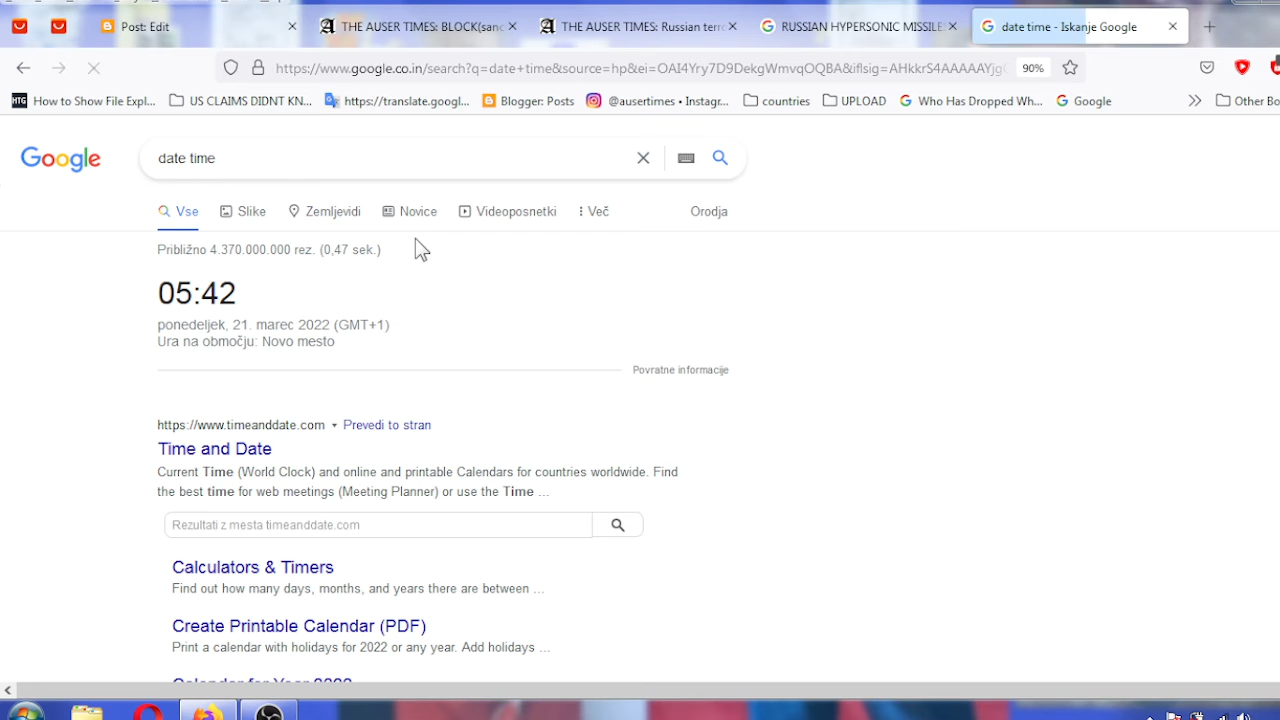 Post: Edit
THE AUSER TIMES: BLOCK(sanc
THE AUSER TIMES: Russian terro
RUSSIAN HYPERSONIC MISSILE
date time - Iskanje Google
https://www.google.co.in/search?q=date+time&source=hp&ei=OAI4Yry7D9DekgWmvqOQBA&iflsig=AHkkrS4AAAAAYjg
90%
HTG How to Show File Expl...
US CLAIMS DIDNT KN...
https://translate.googl...
Blogger: Posts
@ausertimes • Instagr...
countries
UPLOAD
Who Has Dropped Wh...
Google
Other Bo
Google
date time
Vse
Slike
Zemljevidi
Novice
Videoposnetki
Več
Orodja
Približno 4.370.000.000 rez. (0,47 sek.)
05:42
ponedeljek, 21. marec 2022 (GMT+1)
Ura na območju: Novo mesto
Povratne informacije
https://www.timeanddate.com
Prevedi to stran
Time and Date
Current Time (World Clock) and online and printable Calendars for countries worldwide. Find
the best time for web meetings (Meeting Planner) or use the Time ...
Rezultati z mesta timeanddate.com
Calculators & Timers
Find out how many days, months, and years there are between ...
Create Printable Calendar (PDF)
Print a calendar with holidays for 2022 or any year. Add holidays ...
Calendar for Year 2022